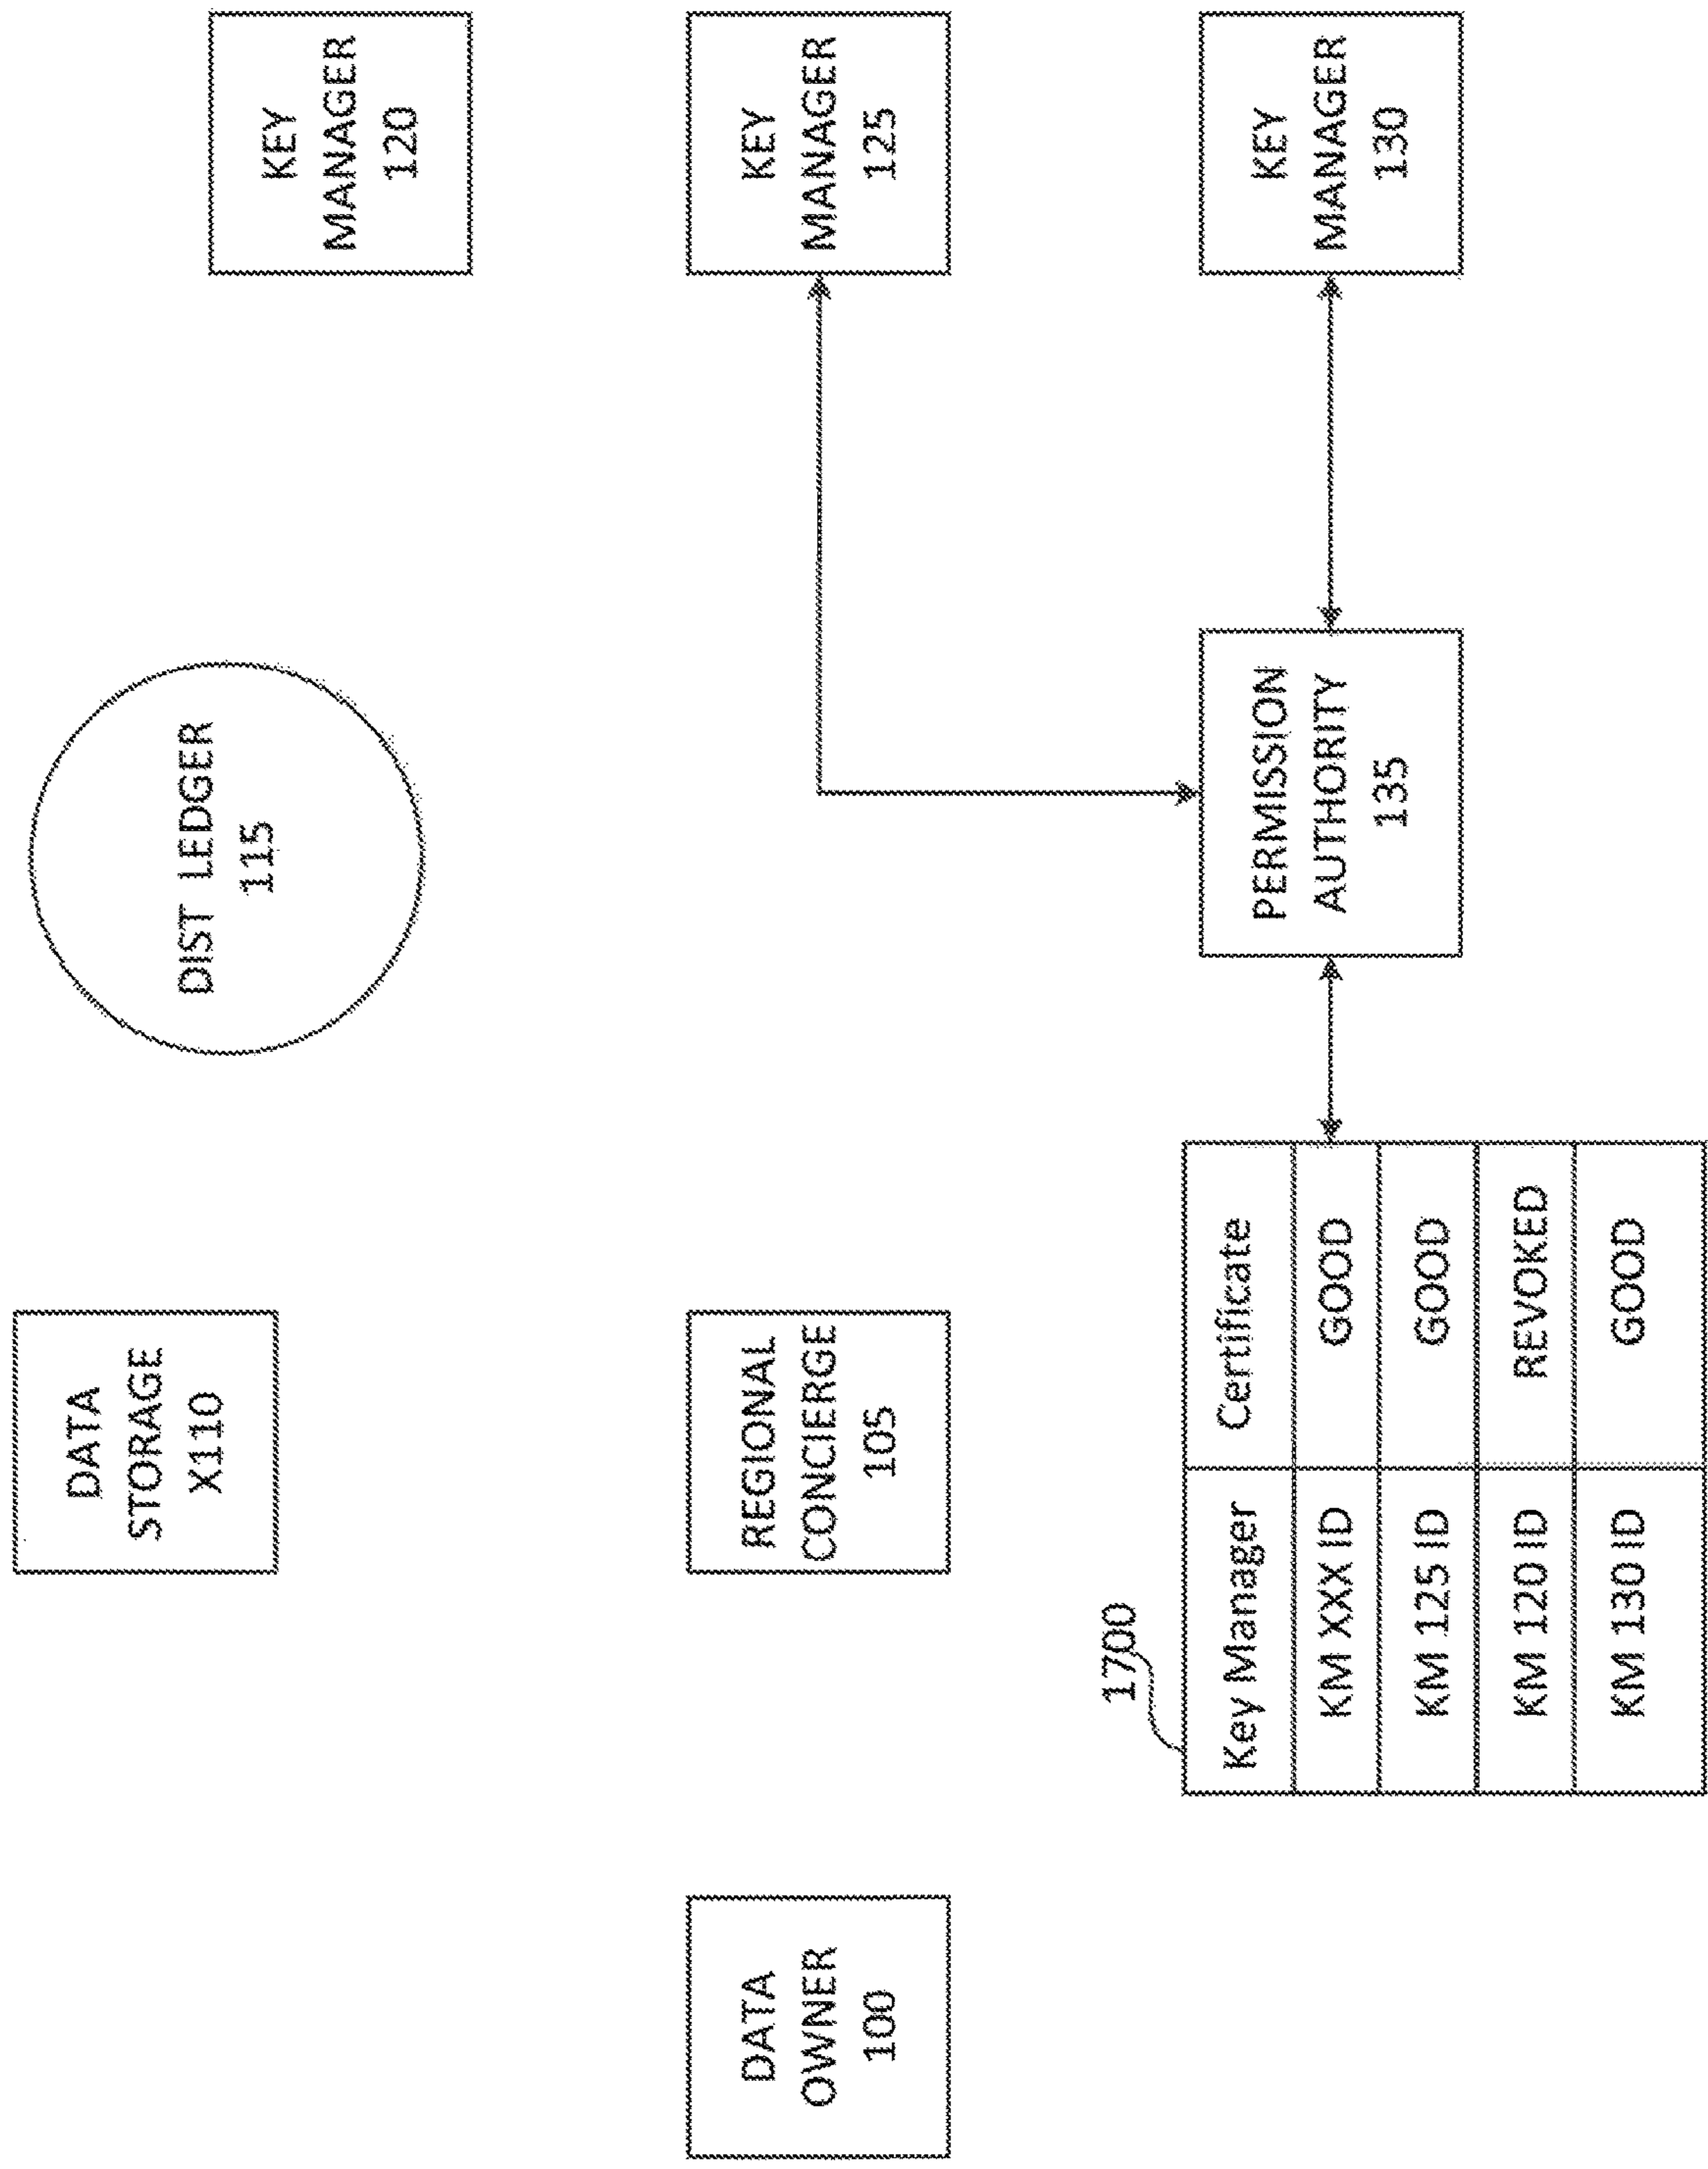 DATA
STORAGE
X110
DIST LEDGER
115
KEY
MANAGER
120
DATA
OWNER
100
REGIONAL
CONCIERGE
105
KEY
MANAGER
125
1700
Key Manager Certificate
KM XXX ID GOOD
KM 125 ID GOOD
KM 120 ID REVOKED
KM 130 ID GOOD
PERMISSION
AUTHORITY
135
KEY
MANAGER
130